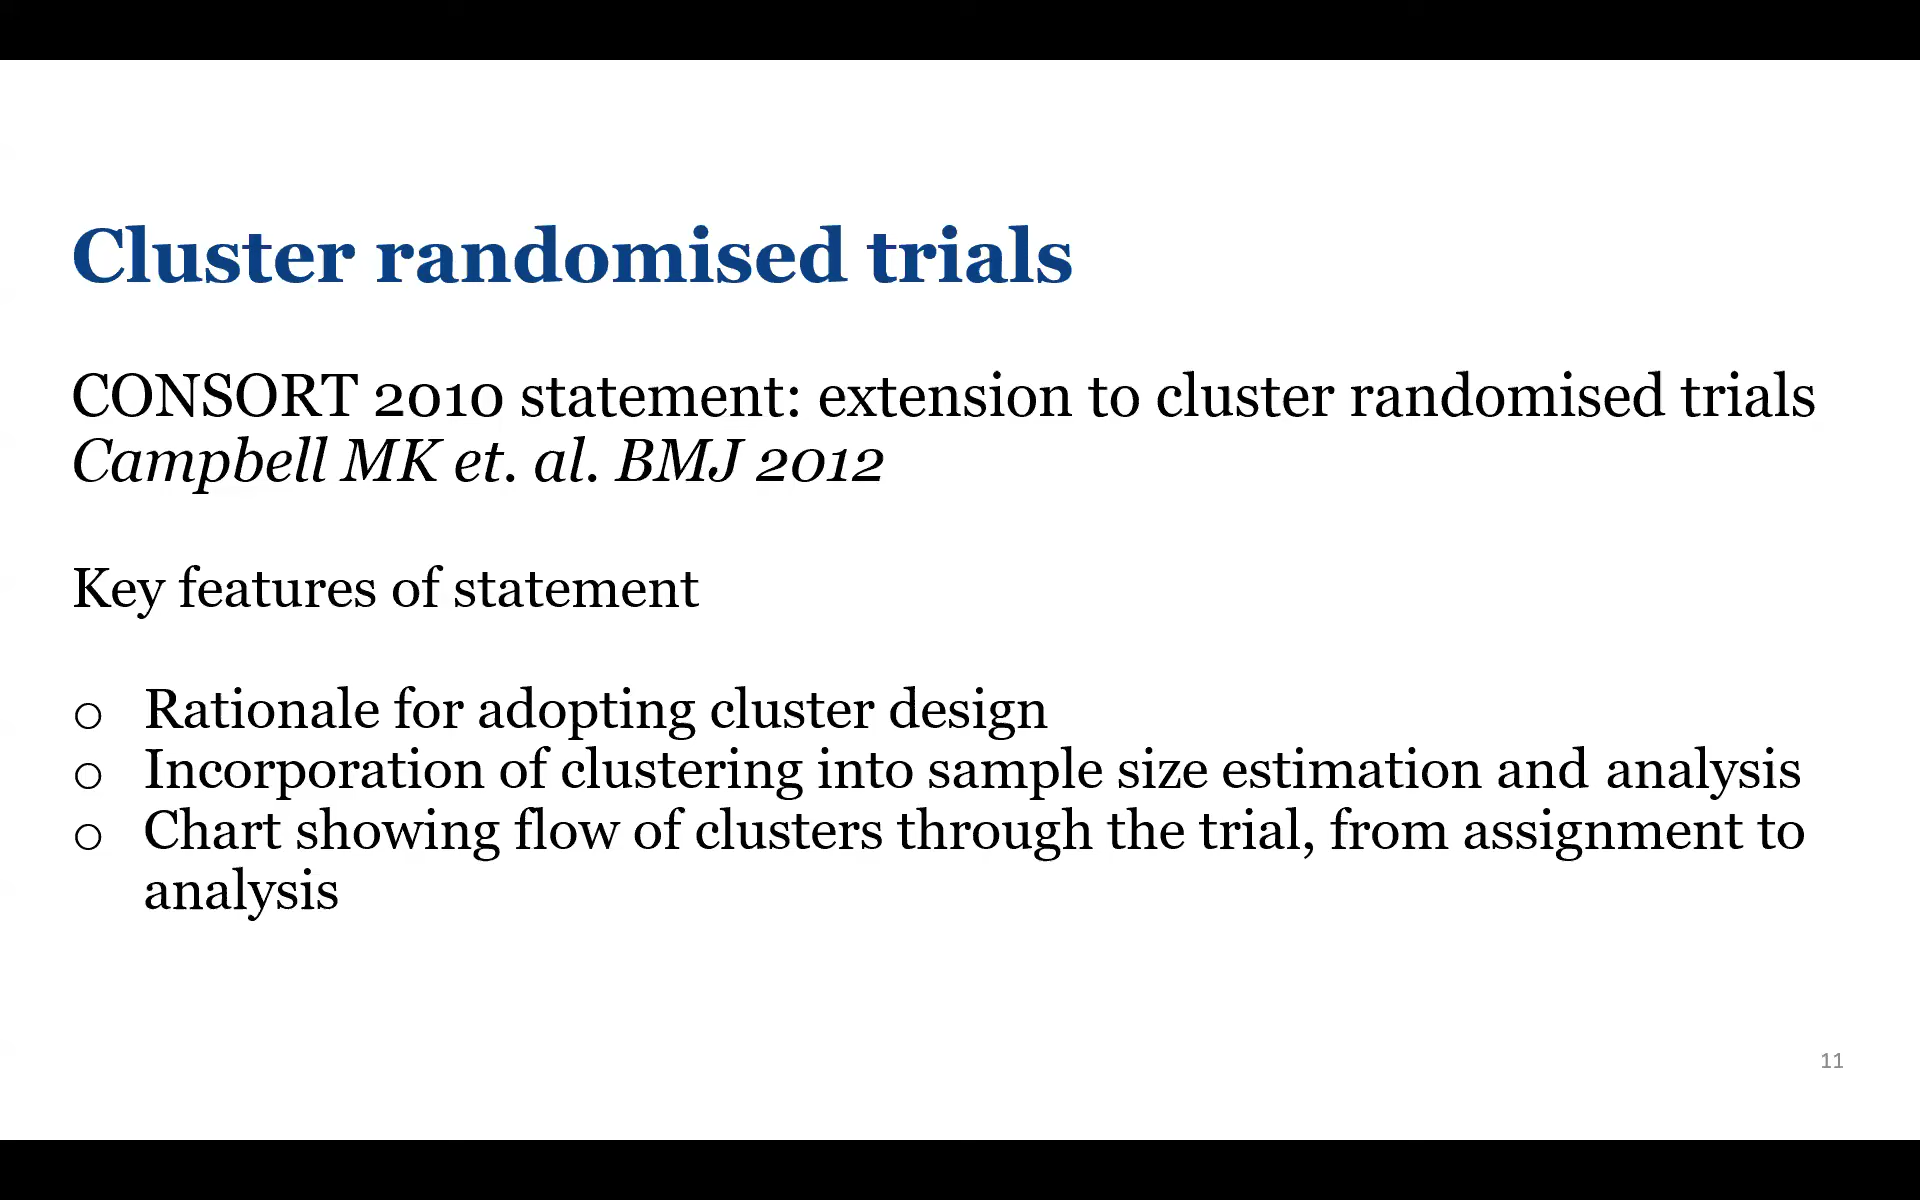 Cluster randomised trials
CONSORT 2010 statement: extension to cluster randomised trials
Campbell MK et. al. BMJ 2012
Key features of statement
o Rationale for adopting cluster design
o Incorporation of clustering into sample size estimation and analysis
o Chart showing flow of clusters through the trial, from assignment to
analysis
11